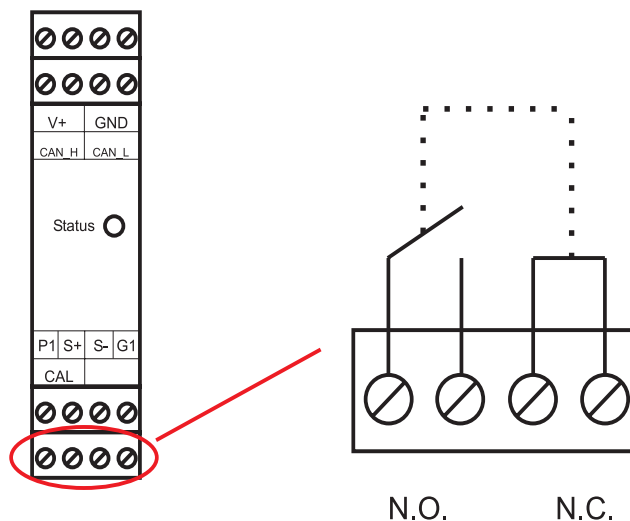 V+ GND
CAN_H CAN_L
Status
P1 S+ S- G1
CAL
N.O. N.C.